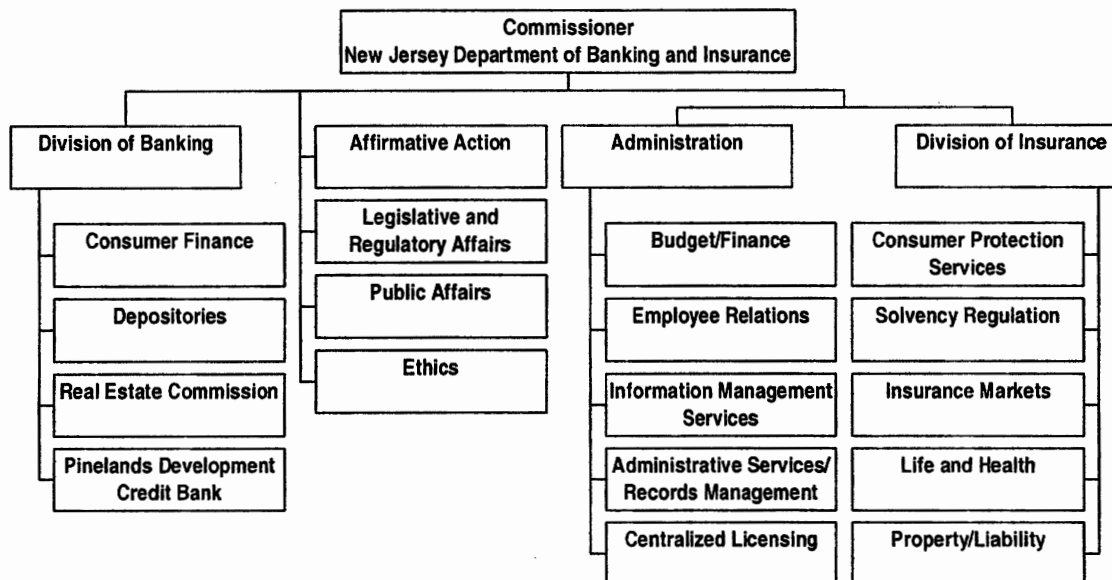 Commissioner
New Jersey Department of Banking and Insurance
Division of Banking
Consumer Finance
Depositories
Real Estate Commission
Pinelands Development
Credit Bank
Affirmative Action
Legislative and
Regulatory Affairs
Public Affairs
Ethics
Administration
Budget/Finance
Employee Relations
Information Management
Services
Administrative Services/
Records Management
Centralized Licensing
Division of Insurance
Consumer Protection
Services
Solvency Regulation
Insurance Markets
Life and Health
Property/Liability